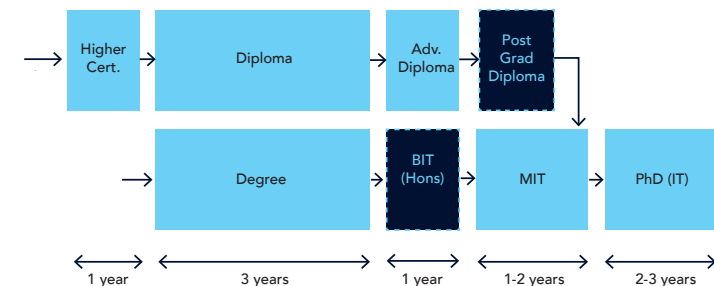 Higher
Cert.
Diploma
Adv.
Diploma
Post
Grad
Diploma
Degree
BIT
(Hons)
MIT
PhD (IT)
1 year
3 years
1 year
1-2 years
2-3 years